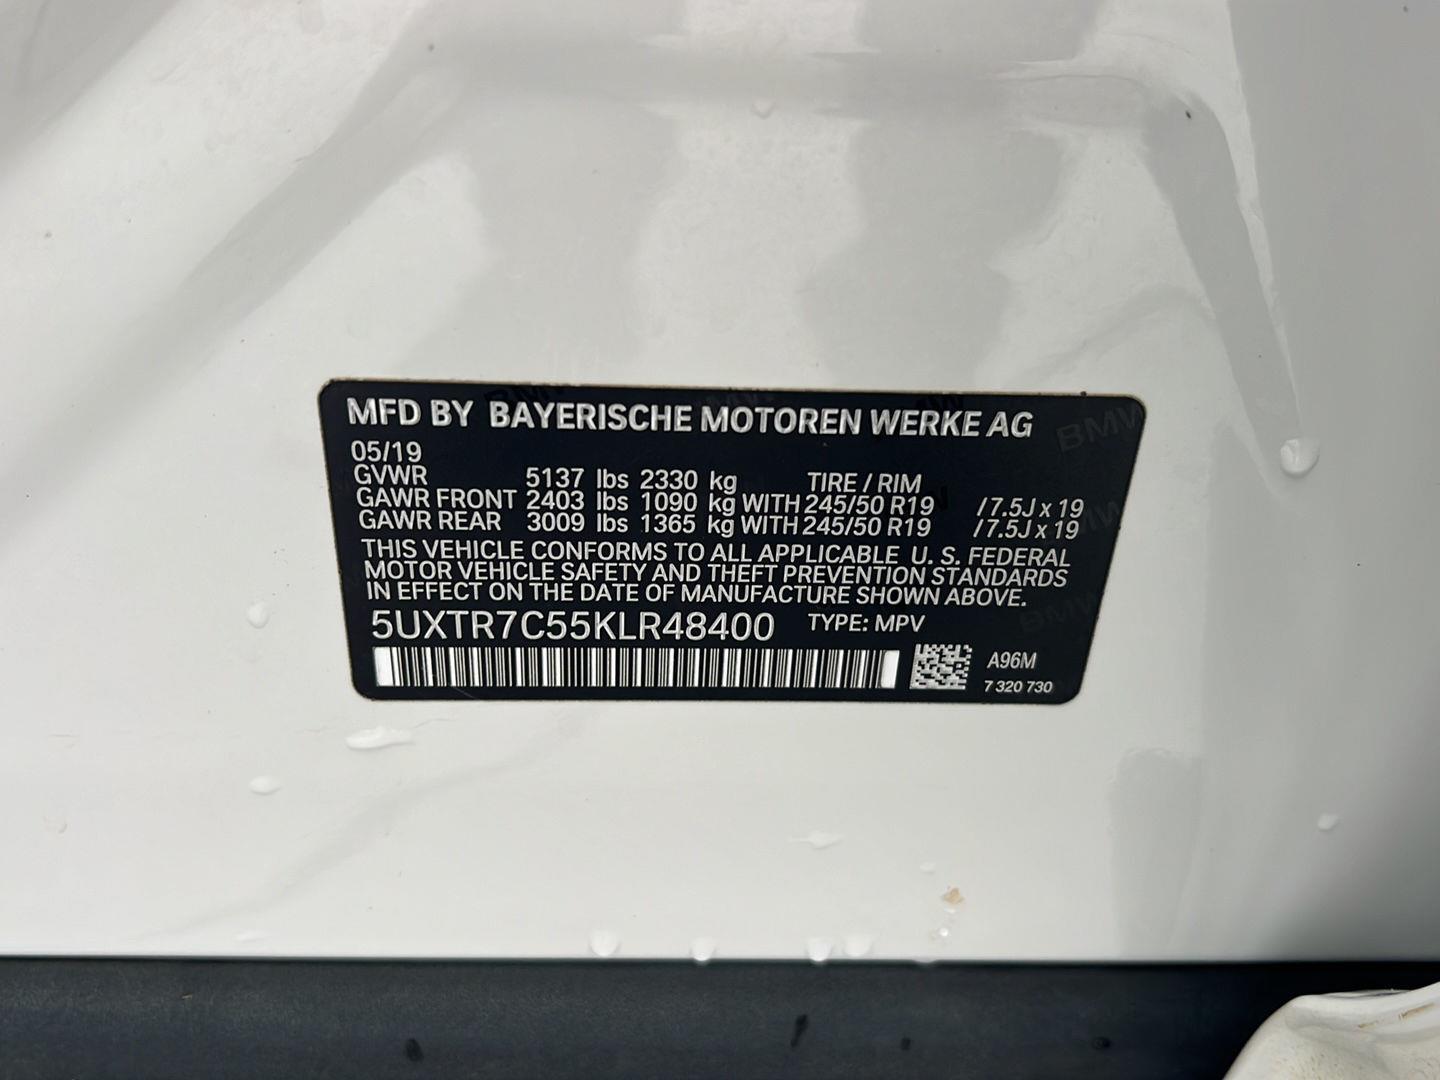 MFD BY BAYERISCHE MOTOREN WERKE AG
05/19
GVWR 5137 lbs 2330 kg TIRE / RIM
GAWR FRONT 2403 lbs 1090 kg WITH 245/50 R19 / 7.5J x 19
GAWR REAR 3009 lbs 1365 kg WITH 245/50 R19 / 7.5J x 19
THIS VEHICLE CONFORMS TO ALL APPLICABLE U. S. FEDERAL
MOTOR VEHICLE SAFETY AND THEFT PREVENTION STANDARDS
IN EFFECT ON THE DATE OF MANUFACTURE SHOWN ABOVE.
5UXTR7C55KLR48400 TYPE: MPV
A96M
7 320 730